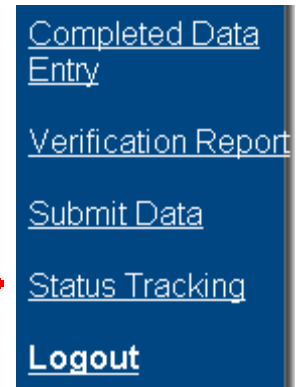 Completed Data
Entry
Verification Report
Submit Data
Status Tracking
Logout